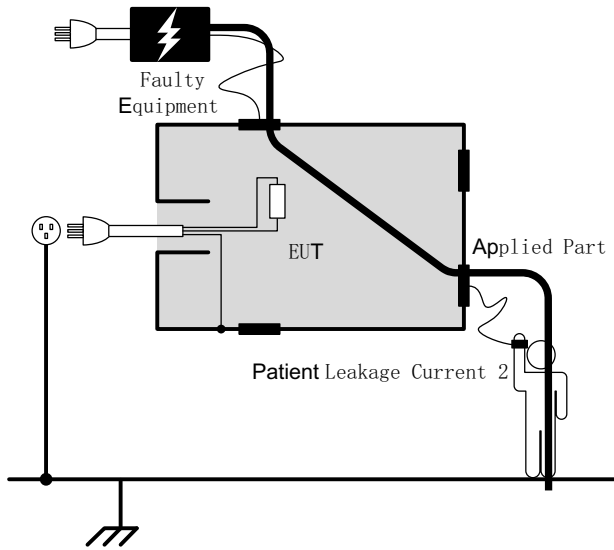 Faulty
Equipment
EUT
Applied Part
Patient Leakage Current 2